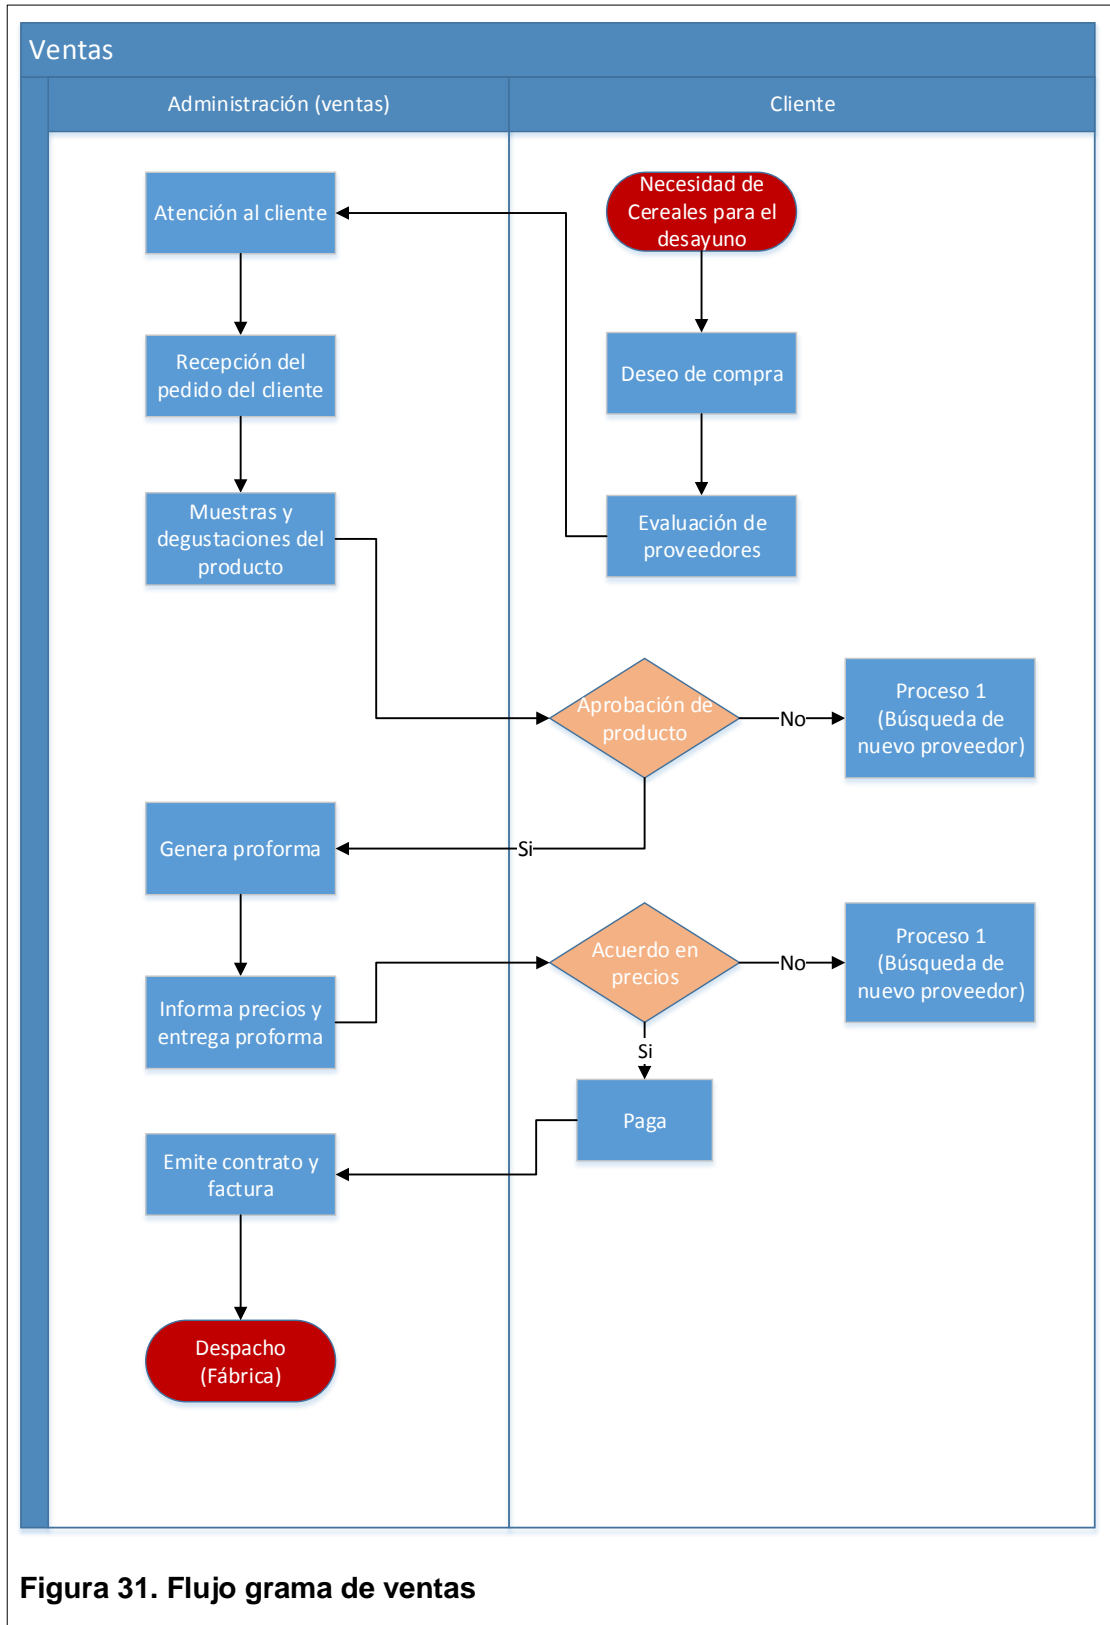 Ventas
Administración (ventas)
Cliente
Atención al cliente
Necesidad de
Cereales para el
desayuno
Recepción del
pedido del cliente
Deseo de compra
Muestras y
degustaciones del
producto
Evaluación de
proveedores
Aprobación de
producto
No
Proceso 1
(Búsqueda de
nuevo proveedor)
Si
Genera proforma
Informa precios y
entrega proforma
Acuerdo en
precios
No
Proceso 1
(Búsqueda de
nuevo proveedor)
Si
Paga
Emite contrato y
factura
Despacho
(Fábrica)
Figura 31. Flujo grama de ventas